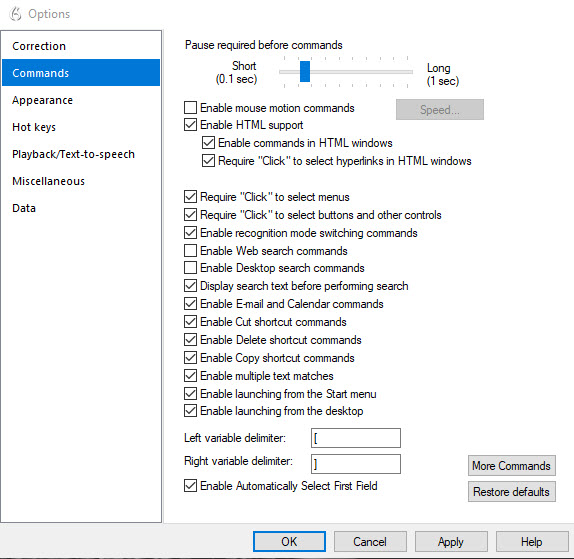 Options
Correction
Commands
Appearance
Hot keys
Playback/Text-to-speech
Miscellaneous
Data
Pause required before commands
Short
(0.1 sec)
Long
(1 sec)
Enable mouse motion commands
Speed...
Enable HTML support
Enable commands in HTML windows
Require "Click" to select hyperlinks in HTML windows
Require "Click" to select menus
Require "Click" to select buttons and other controls
Enable recognition mode switching commands
Enable Web search commands
Enable Desktop search commands
Display search text before performing search
Enable E-mail and Calendar commands
Enable Cut shortcut commands
Enable Delete shortcut commands
Enable Copy shortcut commands
Enable multiple text matches
Enable launching from the Start menu
Enable launching from the desktop
Left variable delimiter: [
Right variable delimiter: ]
More Commands
Enable Automatically Select First Field
Restore defaults
OK Cancel Apply Help